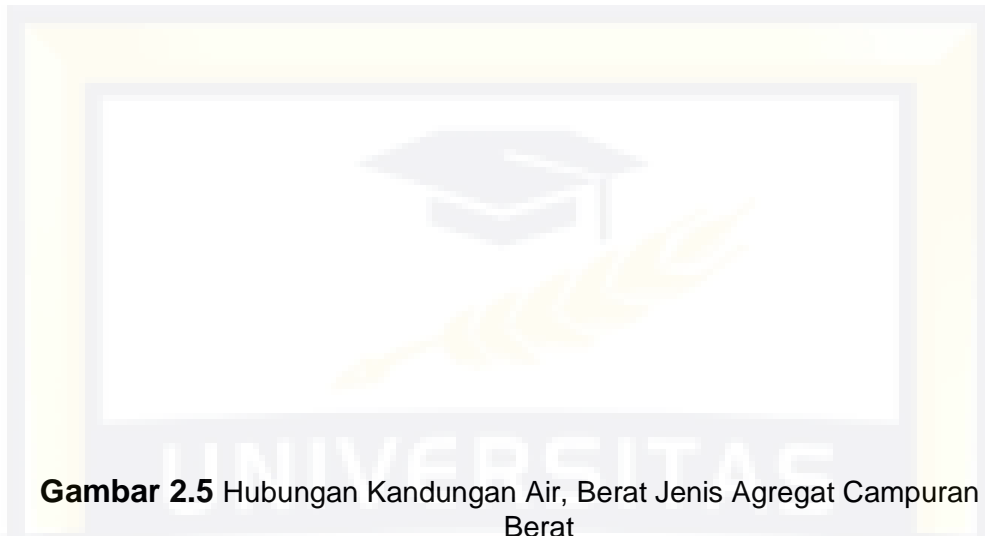 UNIVERSITAS
Gambar 2.5 Hubungan Kandungan Air, Berat Jenis Agregat Campuran
Berat